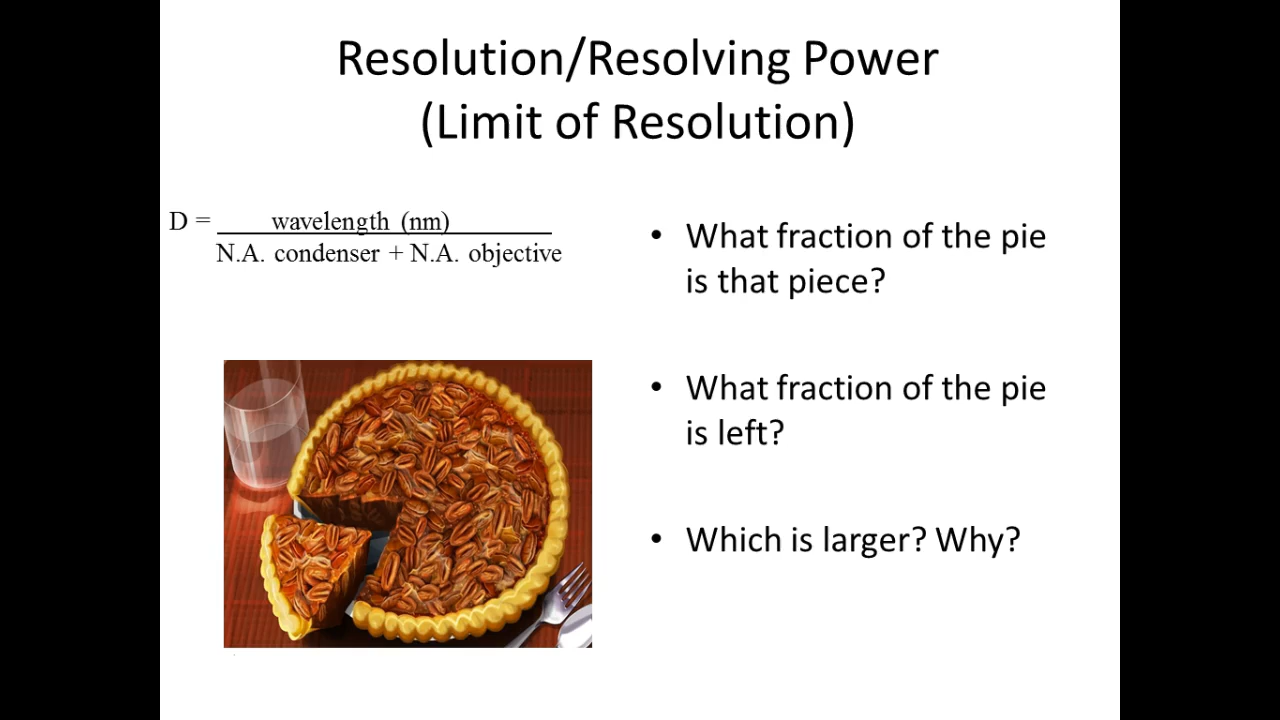 Resolution/Resolving Power
(Limit of Resolution)
D = wavelength (nm)
N.A. condenser + N.A. objective
• What fraction of the pie
is that piece?
• What fraction of the pie
is left?
• Which is larger? Why?